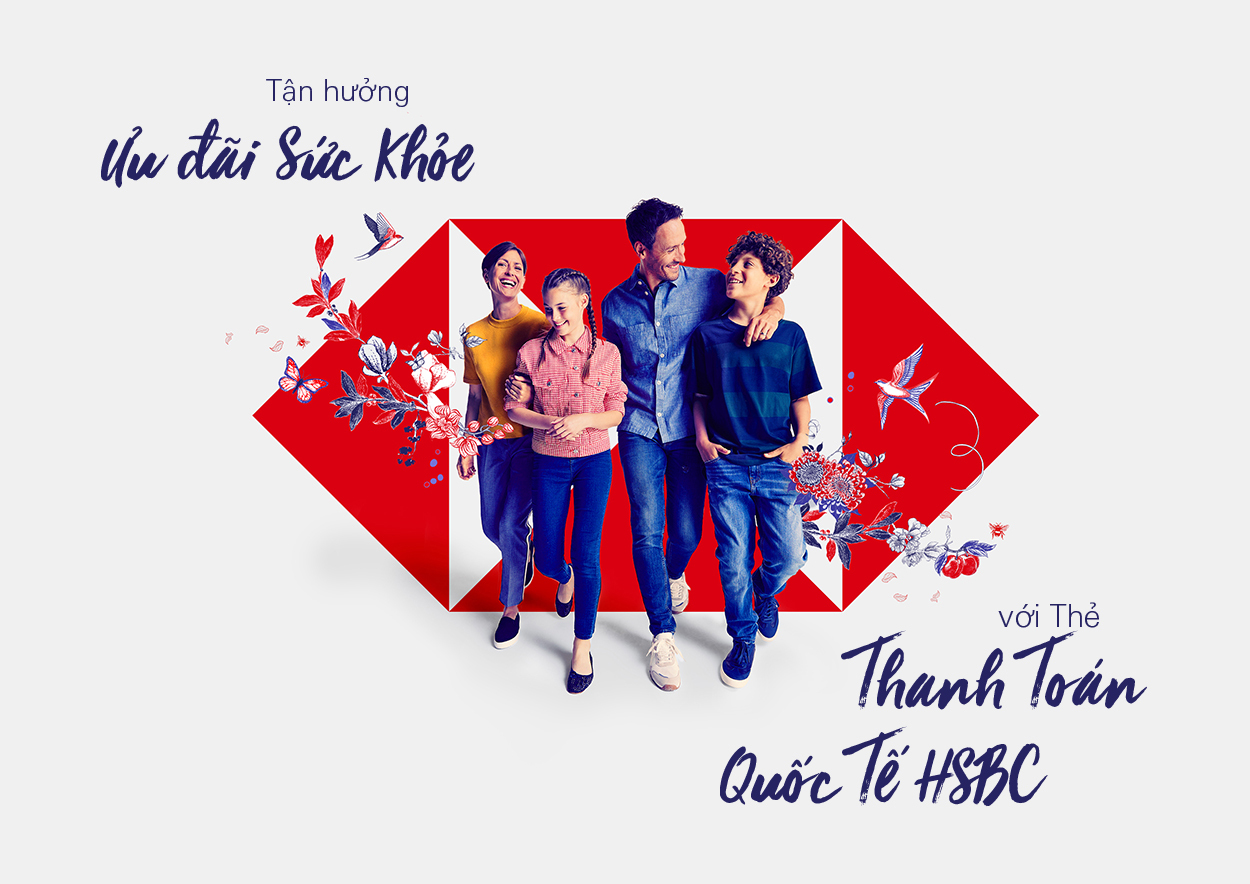 Tận hưởng
Ưu đãi Sức Khỏe
với Thẻ
Thanh Toán
Quốc Tế HSBC